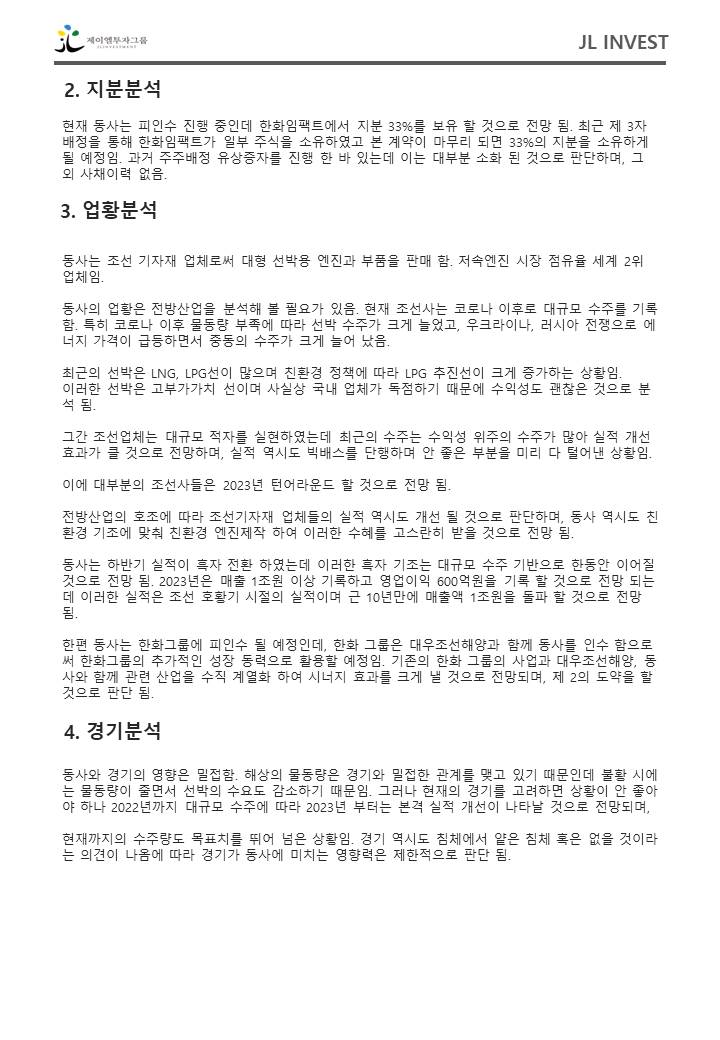 제이엘투자그룹
JLINVESTMENT
JL INVEST
2. 지분분석
현재 동사는 피인수 진행 중인데 한화임팩트에서 지분 33%를 보유 할 것으로 전망 됨. 최근 제 3자
배정을 통해 한화임팩트가 일부 주식을 소유하였고 본 계약이 마무리 되면 33%의 지분을 소유하게
될 예정임. 과거 주주배정 유상증자를 진행 한 바 있는데 이는 대부분 소화 된 것으로 판단하며, 그
외 사채이력 없음.
3. 업황분석
동사는 조선 기자재 업체로써 대형 선박용 엔진과 부품을 판매 함. 저속엔진 시장 점유율 세계 2위
업체임.
동사의 업황은 전방산업을 분석해 볼 필요가 있음. 현재 조선사는 코로나 이후로 대규모 수주를 기록
함. 특히 코로나 이후 물동량 부족에 따라 선박 수주가 크게 늘었고, 우크라이나, 러시아 전쟁으로 에
너지 가격이 급등하면서 중동의 수주가 크게 늘어 났음.
최근의 선박은 LNG, LPG선이 많으며 친환경 정책에 따라 LPG 추진선이 크게 증가하는 상황임.
이러한 선박은 고부가가치 선이며 사실상 국내 업체가 독점하기 때문에 수익성도 괜찮은 것으로 분
석 됨.
그간 조선업체는 대규모 적자를 실현하였는데 최근의 수주는 수익성 위주의 수주가 많아 실적 개선
효과가 클 것으로 전망하며, 실적 역시도 빅배스를 단행하며 안 좋은 부분을 미리 다 털어낸 상황임.
이에 대부분의 조선사들은 2023년 턴어라운드 할 것으로 전망 됨.
전방산업의 호조에 따라 조선기자재 업체들의 실적 역시도 개선 될 것으로 판단하며, 동사 역시도 친
환경 기조에 맞춰 친환경 엔진제작 하여 이러한 수혜를 고스란히 받을 것으로 전망 됨.
동사는 하반기 실적이 흑자 전환 하였는데 이러한 흑자 기조는 대규모 수주 기반으로 한동안 이어질
것으로 전망 됨. 2023년은 매출 1조원 이상 기록하고 영업이익 600억원을 기록 할 것으로 전망 되는
데 이러한 실적은 조선 호황기 시절의 실적이며 근 10년만에 매출액 1조원을 돌파 할 것으로 전망
됨.
한편 동사는 한화그룹에 피인수 될 예정인데, 한화 그룹은 대우조선해양과 함께 동사를 인수 함으로
써 한화그룹의 추가적인 성장 동력으로 활용할 예정임. 기존의 한화 그룹의 사업과 대우조선해양, 동
사와 함께 관련 산업을 수직 계열화 하여 시너지 효과를 크게 낼 것으로 전망되며, 제 2의 도약을 할
것으로 판단 됨.
4. 경기분석
동사와 경기의 영향은 밀접함. 해상의 물동량은 경기와 밀접한 관계를 맺고 있기 때문인데 불황 시에
는 물동량이 줄면서 선박의 수요도 감소하기 때문임. 그러나 현재의 경기를 고려하면 상황이 안 좋아
야 하나 2022년까지 대규모 수주에 따라 2023년 부터는 본격 실적 개선이 나타날 것으로 전망되며,
현재까지의 수주량도 목표치를 뛰어 넘은 상황임. 경기 역시도 침체에서 얕은 침체 혹은 없을 것이라
는 의견이 나옴에 따라 경기가 동사에 미치는 영향력은 제한적으로 판단 됨.